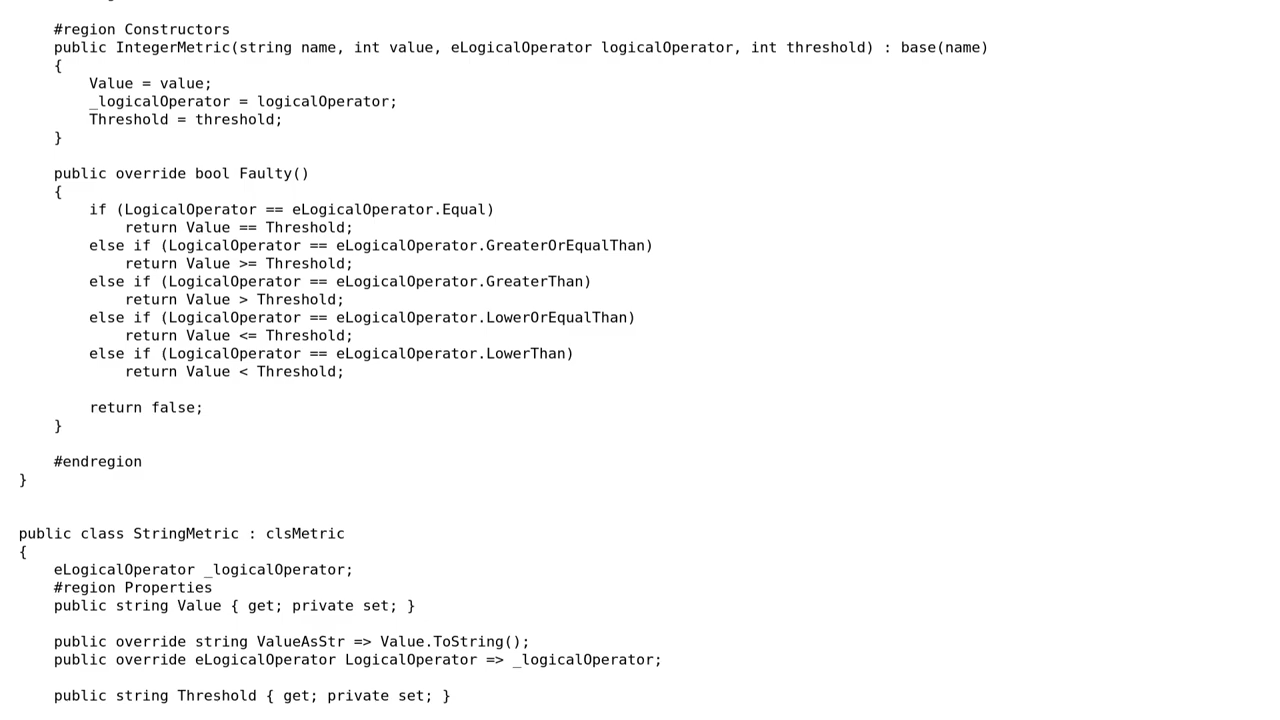 #region Constructors
public IntegerMetric(string name, int value, eLogicalOperator logicalOperator, int threshold) : base(name)
{
Value = value;
_logicalOperator = logicalOperator;
Threshold = threshold;
}
public override bool Faulty()
{
if (LogicalOperator == eLogicalOperator.Equal)
return Value == Threshold;
else if (LogicalOperator == eLogicalOperator.GreaterOrEqualThan)
return Value >= Threshold;
else if (LogicalOperator == eLogicalOperator.GreaterThan)
return Value > Threshold;
else if (LogicalOperator == eLogicalOperator.LowerOrEqualThan)
return Value <= Threshold;
else if (LogicalOperator == eLogicalOperator.LowerThan)
return Value < Threshold;
return false;
}
#endregion
}
public class StringMetric : clsMetric
{
eLogicalOperator _logicalOperator;
#region Properties
public string Value { get; private set; }
public override string ValueAsStr => Value.ToString();
public override eLogicalOperator LogicalOperator => _logicalOperator;
public string Threshold { get; private set; }